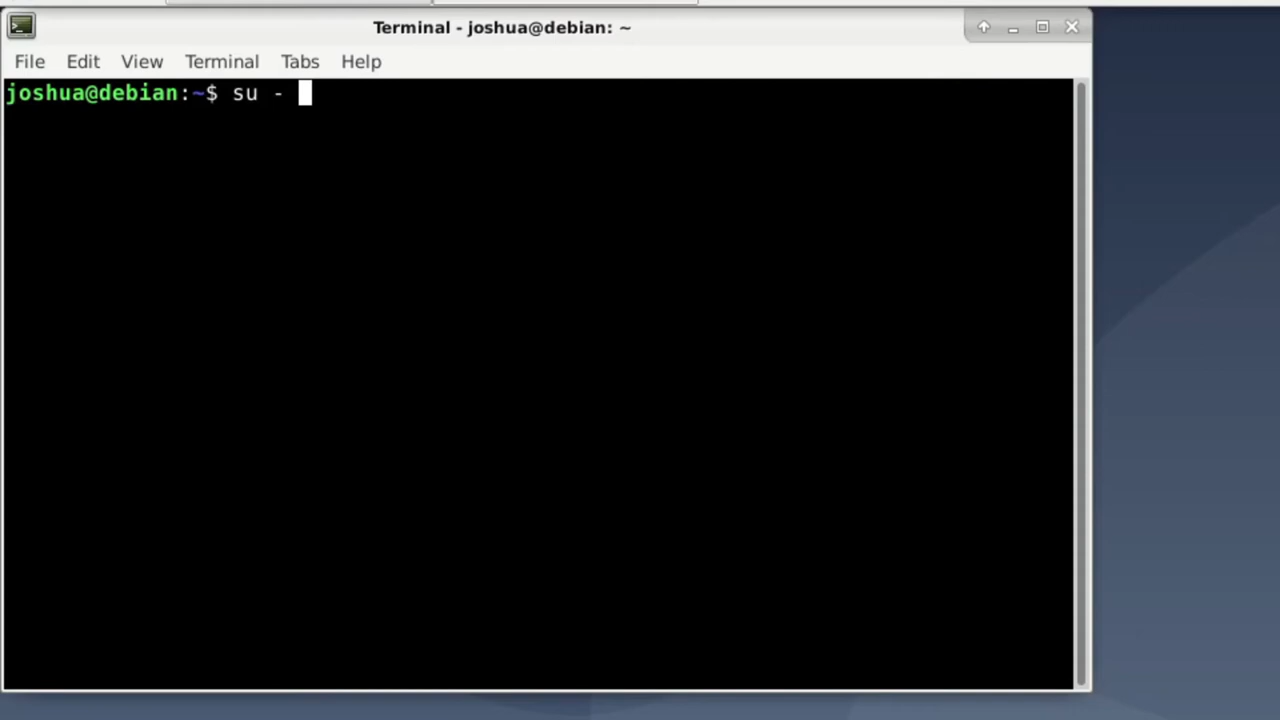 Terminal - joshua@debian: ~
File Edit View Terminal Tabs Help
joshua@debian:~$ su -